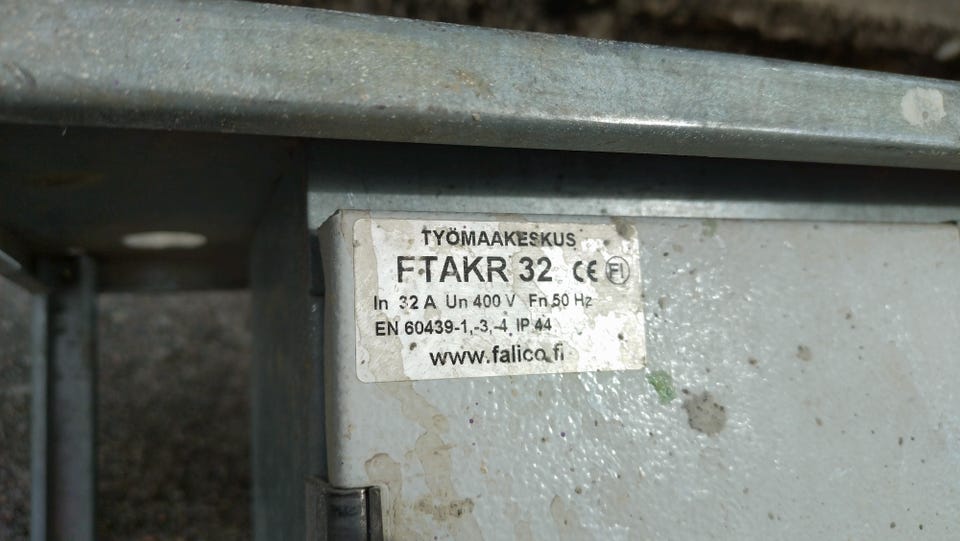 TYÖMAAKESKUS
FTAKR 32 CE FI
In 32 A Un 400 V Fn 50 Hz
EN 60439-1,-3,-4 IP 44
www.falico.fi